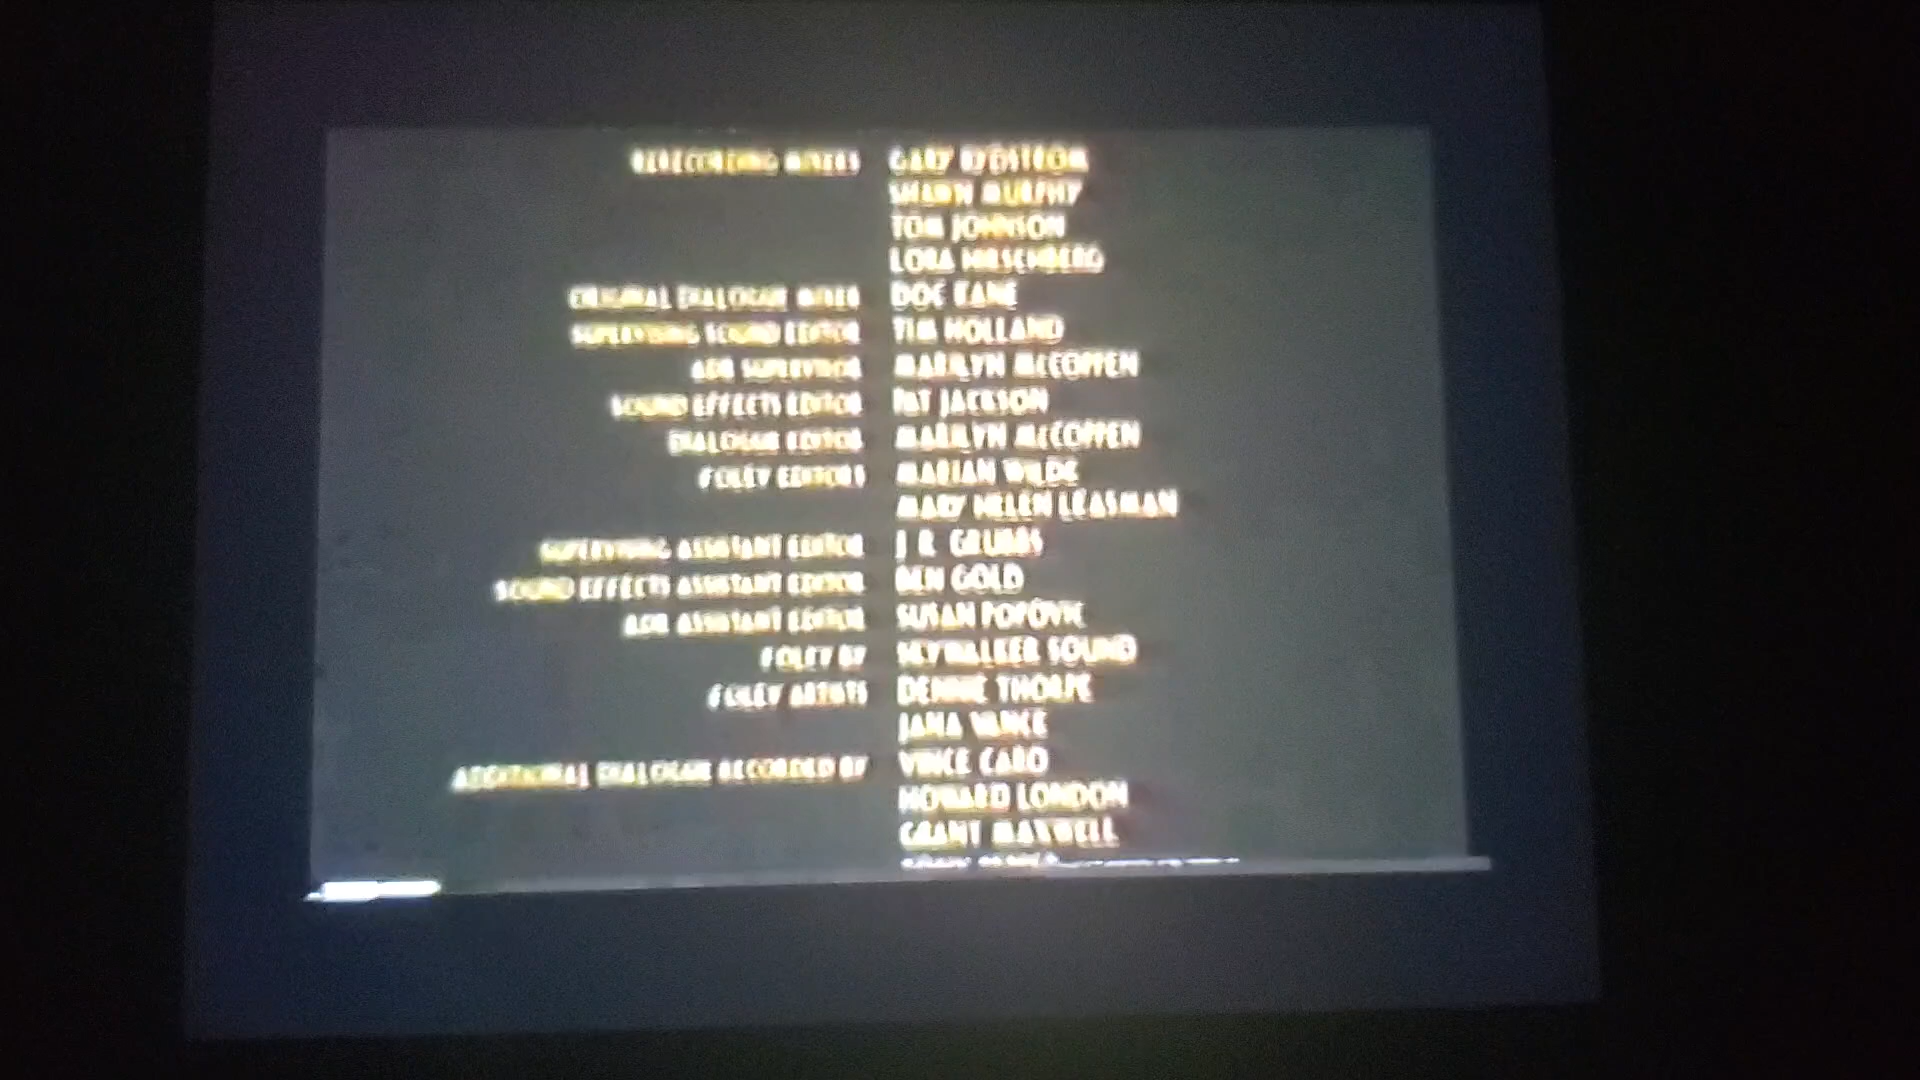 RERECORDING MIXERS GARY RYDSTROM
SHAWN MURPHY
TOM JOHNSON
LORA HIRSCHBERG
ORIGINAL DIALOGUE MIXER DOC KANE
SUPERVISING SOUND EDITOR TIM HOLLAND
ADR SUPERVISOR MARILYN McCOPPEN
SOUND EFFECTS EDITOR PAT JACKSON
DIALOGUE EDITOR MARILYN McCOPPEN
FOLEY EDITORS MARIAN WILDE
MARY HELEN LEASMAN
SUPERVISING ASSISTANT EDITOR J. R. GRUBBS
SOUND EFFECTS ASSISTANT EDITOR BEN GOLD
ADR ASSISTANT EDITOR SUSAN POPOVIC
FOLEY BY SKYWALKER SOUND
FOLEY ARTISTS DENNIE THORPE
JANA VANCE
ADDITIONAL DIALOGUE RECORDED BY VINCE CARO
HOWARD LONDON
GRANT MAXWELL